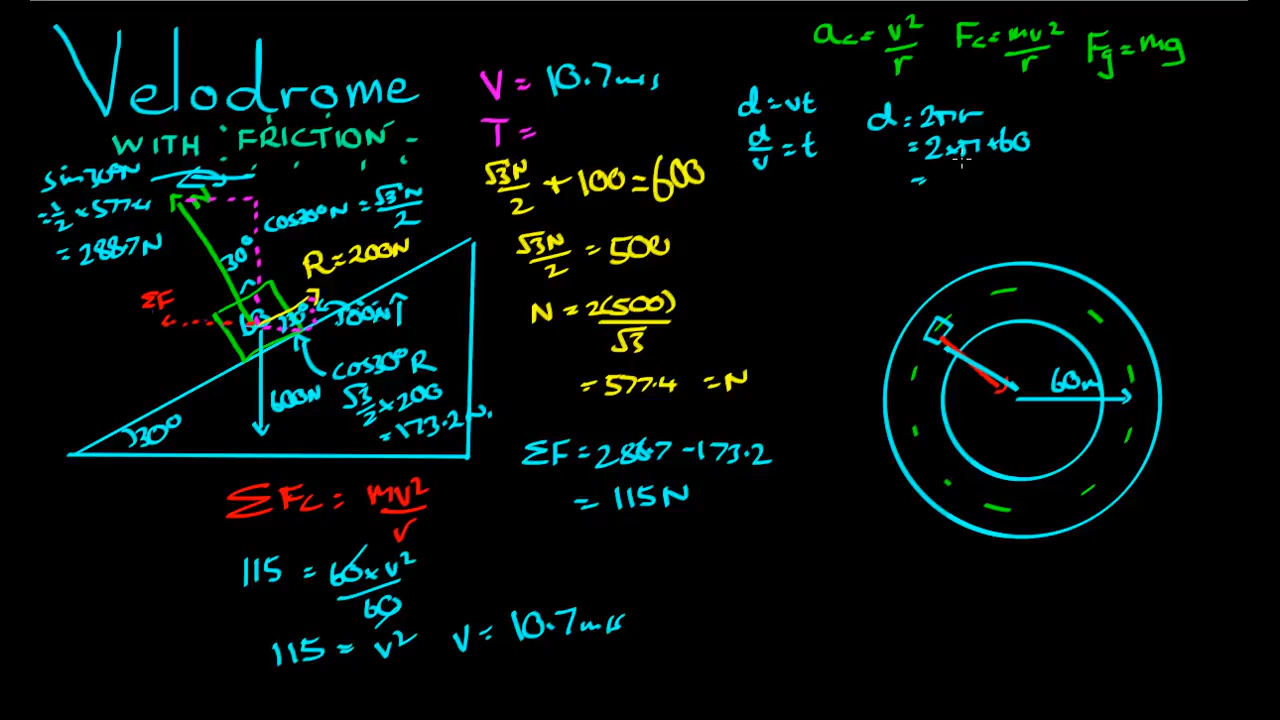 Velodrome
WITH FRICTION
ac = v²/r
Fc = mv²/r
Fg = mg
V = 10.7m/s
T =
d = vt
d/v = t
d = 2πr
= 2×π×60
=
sin30°N
= 1/2 × 577.4
= 288.7N
N
30°
cos30°N = √3N/2
R = 200N
ΣF
30°
100N↑
600N
cos30°R
√3/2 × 200
= 173.2N.
30°
√3N/2 + 100 = 600
√3N/2 = 500
N = 2(500)/√3
= 577.4 = N
ΣF = 288.7 - 173.2
= 115N
ΣFc = mv²/r
115 = 60×v²/60
115 = v²
v = 10.7m/s
60m